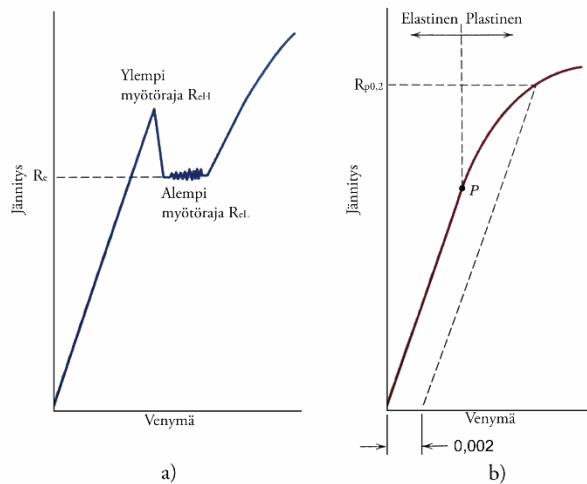 Ylempi
myötöraja ReH
Re
Jännitys
Alempi
myötöraja ReL
Venymä
a)
Elastinen
Plastinen
Rp0,2
Jännitys
P
Venymä
0,002
b)